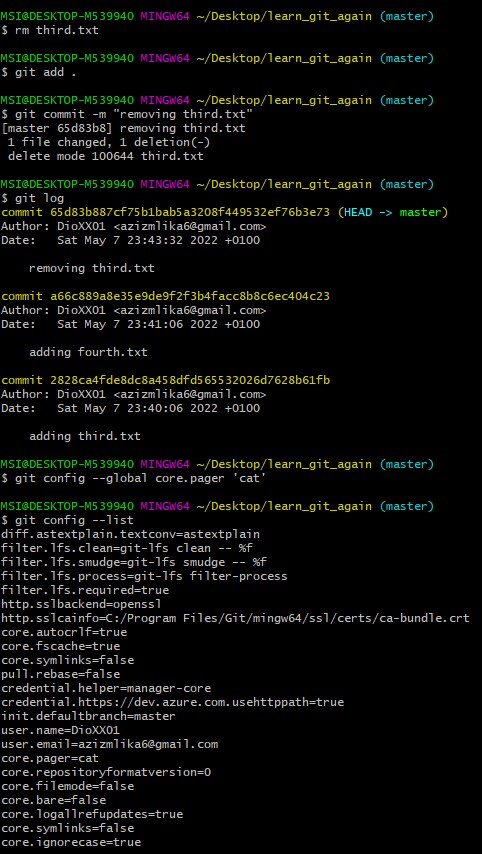 MSI@DESKTOP-M539940 MINGW64 ~/Desktop/learn_git_again (master)
$ rm third.txt
MSI@DESKTOP-M539940 MINGW64 ~/Desktop/learn_git_again (master)
$ git add .
MSI@DESKTOP-M539940 MINGW64 ~/Desktop/learn_git_again (master)
$ git commit -m "removing third.txt"
[master 65d83b8] removing third.txt
 1 file changed, 1 deletion(-)
 delete mode 100644 third.txt
MSI@DESKTOP-M539940 MINGW64 ~/Desktop/learn_git_again (master)
$ git log
commit 65d83b887cf75b1bab5a3208f449532ef76b3e73 (HEAD -> master)
Author: DioXX01 <azizmlika6@gmail.com>
Date:   Sat May 7 23:43:32 2022 +0100
    removing third.txt
commit a66c889a8e35e9de9f2f3b4facc8b8c6ec404c23
Author: DioXX01 <azizmlika6@gmail.com>
Date:   Sat May 7 23:41:06 2022 +0100
    adding fourth.txt
commit 2828ca4fde8dc8a458dfd565532026d7628b61fb
Author: DioXX01 <azizmlika6@gmail.com>
Date:   Sat May 7 23:40:06 2022 +0100
    adding third.txt
MSI@DESKTOP-M539940 MINGW64 ~/Desktop/learn_git_again (master)
$ git config --global core.pager 'cat'
MSI@DESKTOP-M539940 MINGW64 ~/Desktop/learn_git_again (master)
$ git config --list
diff.astextplain.textconv=astextplain
filter.lfs.clean=git-lfs clean -- %f
filter.lfs.smudge=git-lfs smudge -- %f
filter.lfs.process=git-lfs filter-process
filter.lfs.required=true
http.sslbackend=openssl
http.sslcainfo=C:/Program Files/Git/mingw64/ssl/certs/ca-bundle.crt
core.autocrlf=true
core.fscache=true
core.symlinks=false
pull.rebase=false
credential.helper=manager-core
credential.https://dev.azure.com.usehttppath=true
init.defaultbranch=master
user.name=DioXX01
user.email=azizmlika6@gmail.com
core.pager=cat
core.repositoryformatversion=0
core.filemode=false
core.bare=false
core.logallrefupdates=true
core.symlinks=false
core.ignorecase=true